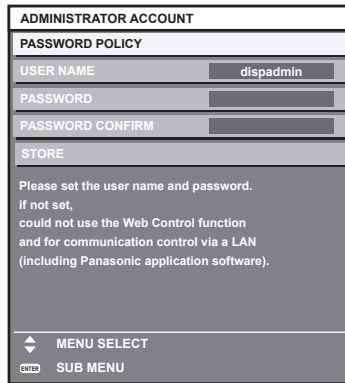 ADMINISTRATOR ACCOUNT
PASSWORD POLICY
USER NAME dispadmin
PASSWORD
PASSWORD CONFIRM
STORE
Please set the user name and password.
if not set,
could not use the Web Control function
and for communication control via a LAN
(including Panasonic application software).
MENU SELECT
ENTER SUB MENU